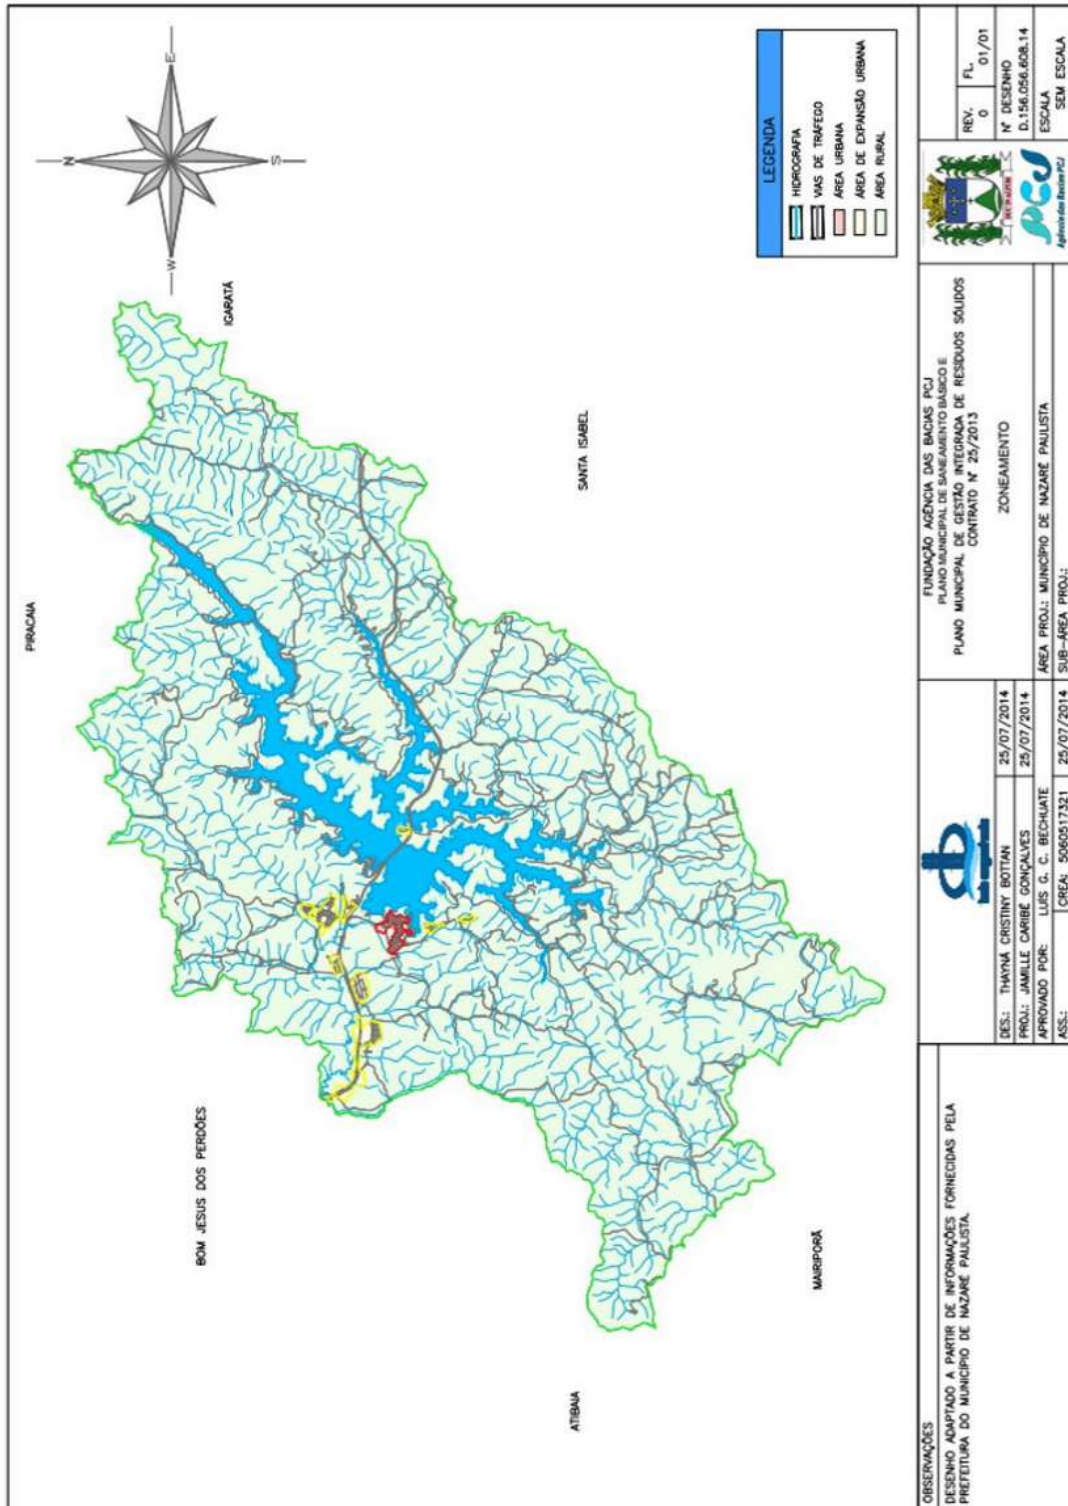 N
S
E
W
PIRACAIA
IGARATÁ
SANTA ISABEL
BOM JESUS DOS PERDÕES
MAIRIPORÃ
ATIBAIA
LEGENDA
HIDROGRAFIA
VIAS DE TRÁFEGO
ÁREA URBANA
ÁREA DE EXPANSÃO URBANA
ÁREA RURAL
OBSERVAÇÕES
DESENHO ADAPTADO A PARTIR DE INFORMAÇÕES FORNECIDAS PELA
PREFEITURA DO MUNICÍPIO DE NAZARÉ PAULISTA.
DES.: THAYNÁ CRISTINY BOTTAN 25/07/2014
PROJ.: JAMILLE CARIBÉ GONÇALVES 25/07/2014
APROVADO POR: LUIS G. C. BECHUATE
ASS.: CREA: 5060517321 25/07/2014
FUNDAÇÃO AGÊNCIA DAS BACIAS PCJ
PLANO MUNICIPAL DE SANEAMENTO BÁSICO E
PLANO MUNICIPAL DE GESTÃO INTEGRADA DE RESÍDUOS SÓLIDOS
CONTRATO Nº 25/2013
ZONEAMENTO
ÁREA PROJ.: MUNICÍPIO DE NAZARÉ PAULISTA
SUB-ÁREA PROJ.:
PCJ
Agência das Bacias PCJ
REV. 0
FL. 01/01
Nº DESENHO
D.156.056.608.14
ESCALA
SEM ESCALA